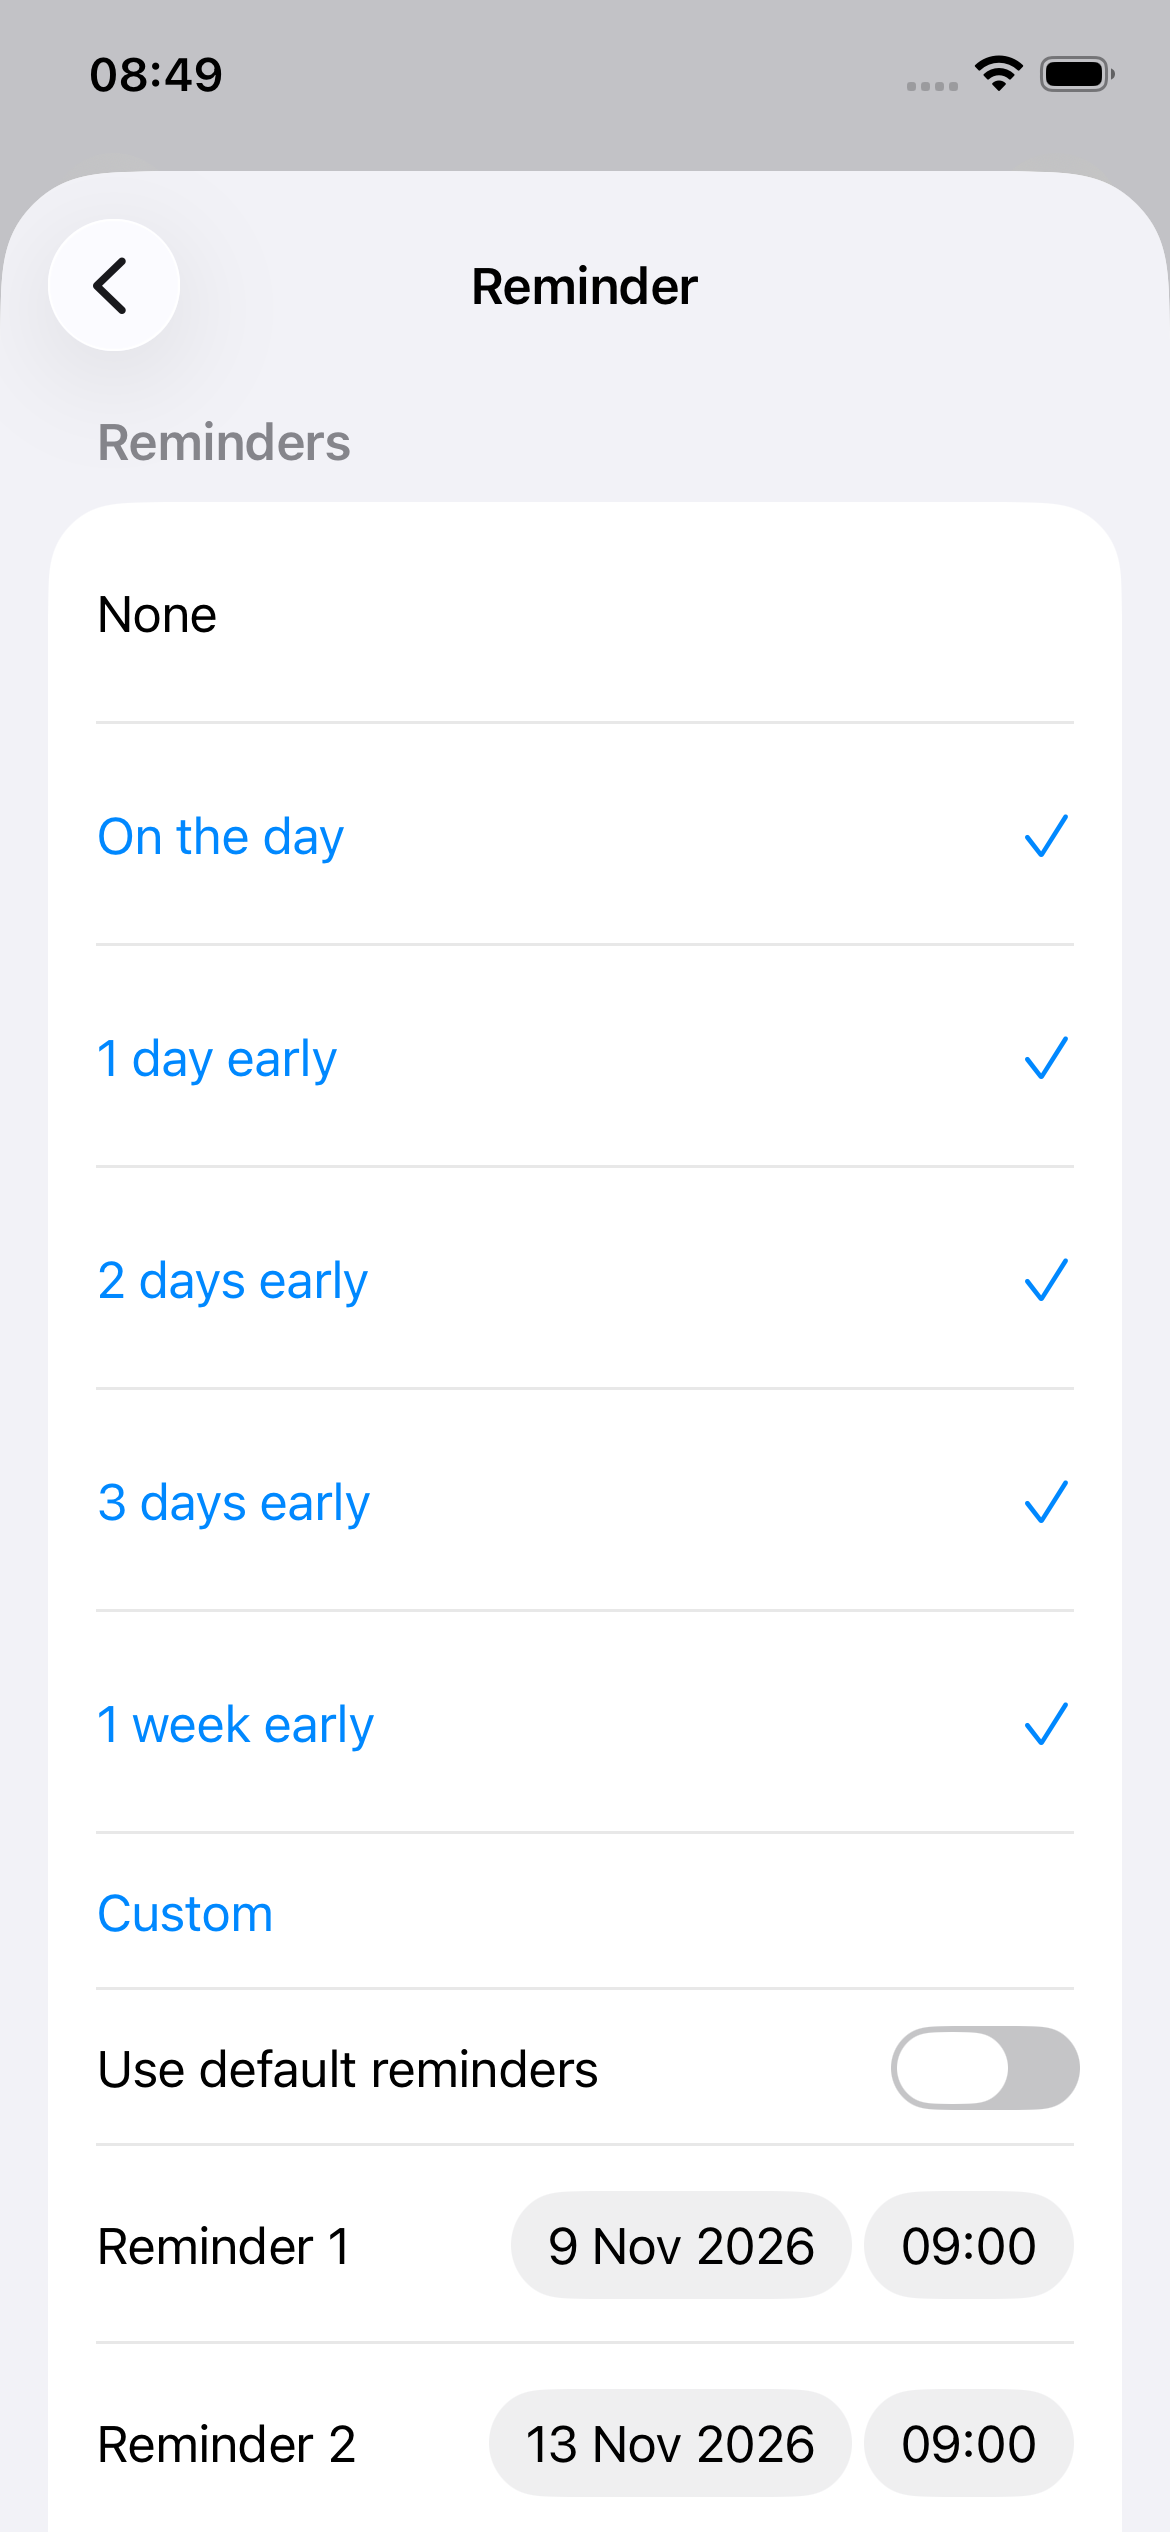 08:49
Reminder
Reminders
None
On the day
1 day early
2 days early
3 days early
1 week early
Custom
Use default reminders
Reminder 1 9 Nov 2026 09:00
Reminder 2 13 Nov 2026 09:00